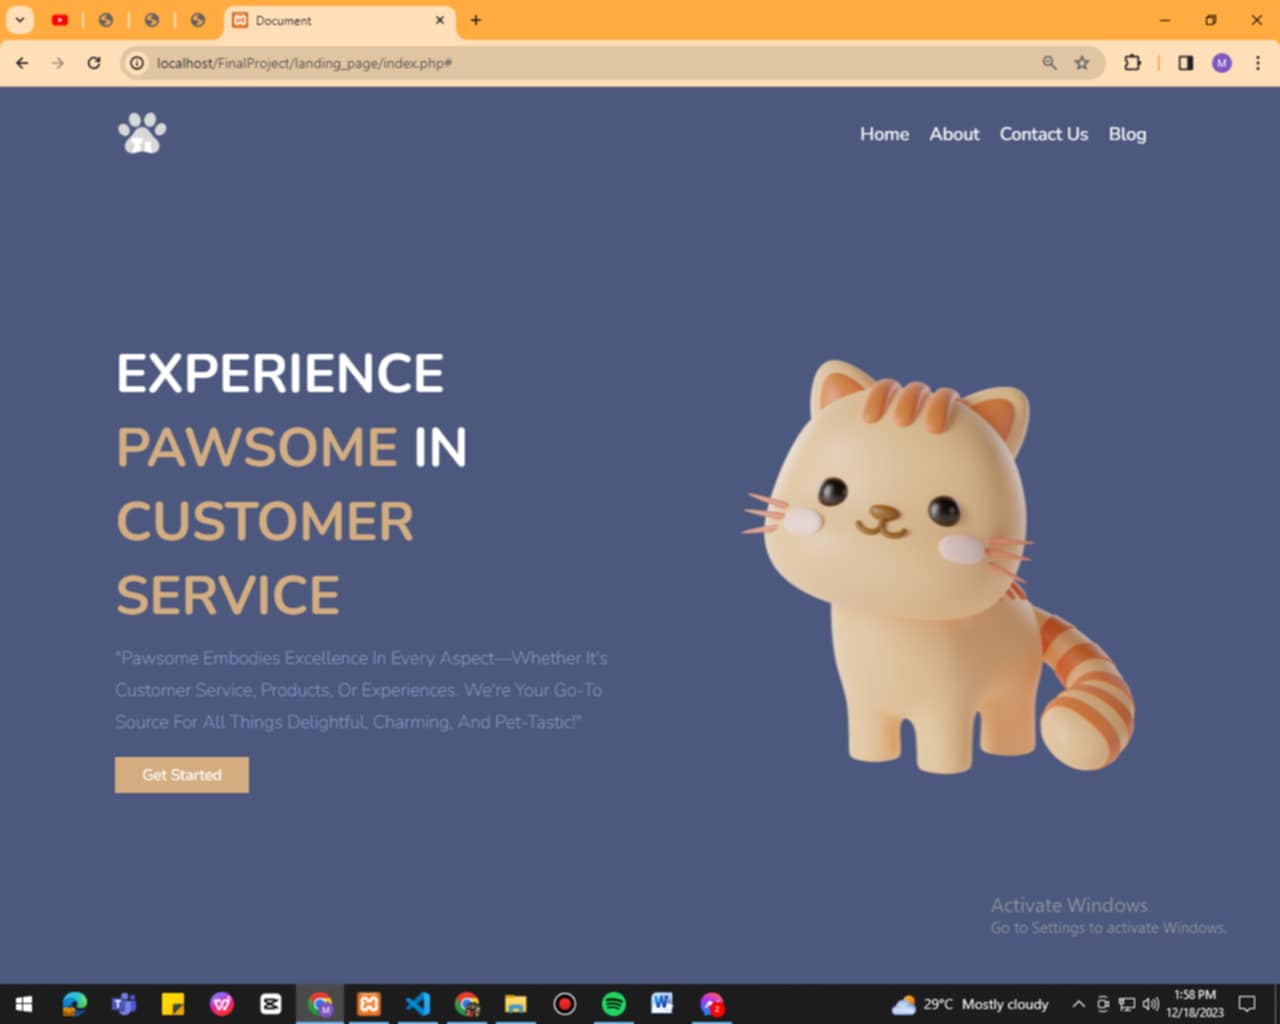 Document
localhost/FinalProject/landing_page/index.php#
M
Home About Contact Us Blog
EXPERIENCE
PAWSOME IN
CUSTOMER
SERVICE
"Pawsome Embodies Excellence In Every Aspect—Whether It's
Customer Service, Products, Or Experiences. We're Your Go-To
Source For All Things Delightful, Charming, And Pet-Tastic!"
Get Started
Activate Windows
Go to Settings to activate Windows.
29°C Mostly cloudy
1:58 PM
12/18/2023